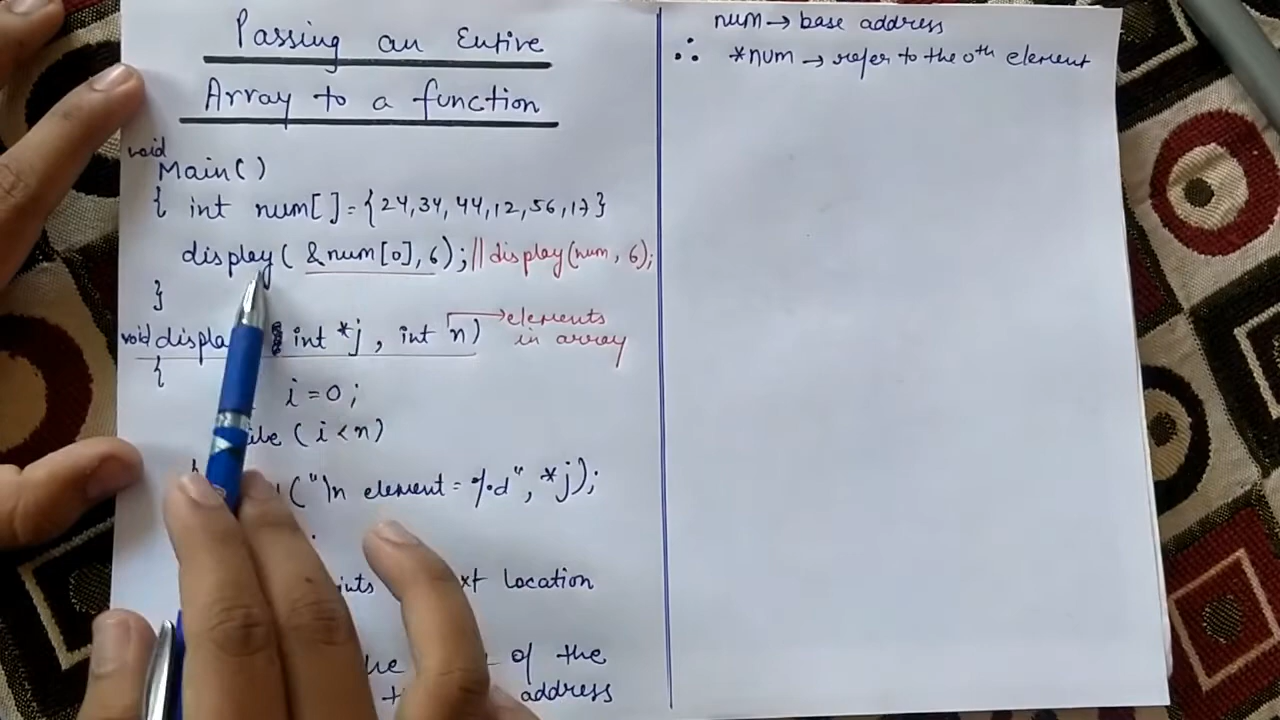 Passing an Entire
Array to a function
void
Main()
{ int num[]={24,34,44,12,56,17}
display( &num[0],6);//display(num, 6);
}
void int *j, int n) elements
in array
{
i=0;
(i<n)
("\n element = %d", *j);
Location
of the
address
num → base address
∴ *num → refer to the 0th element